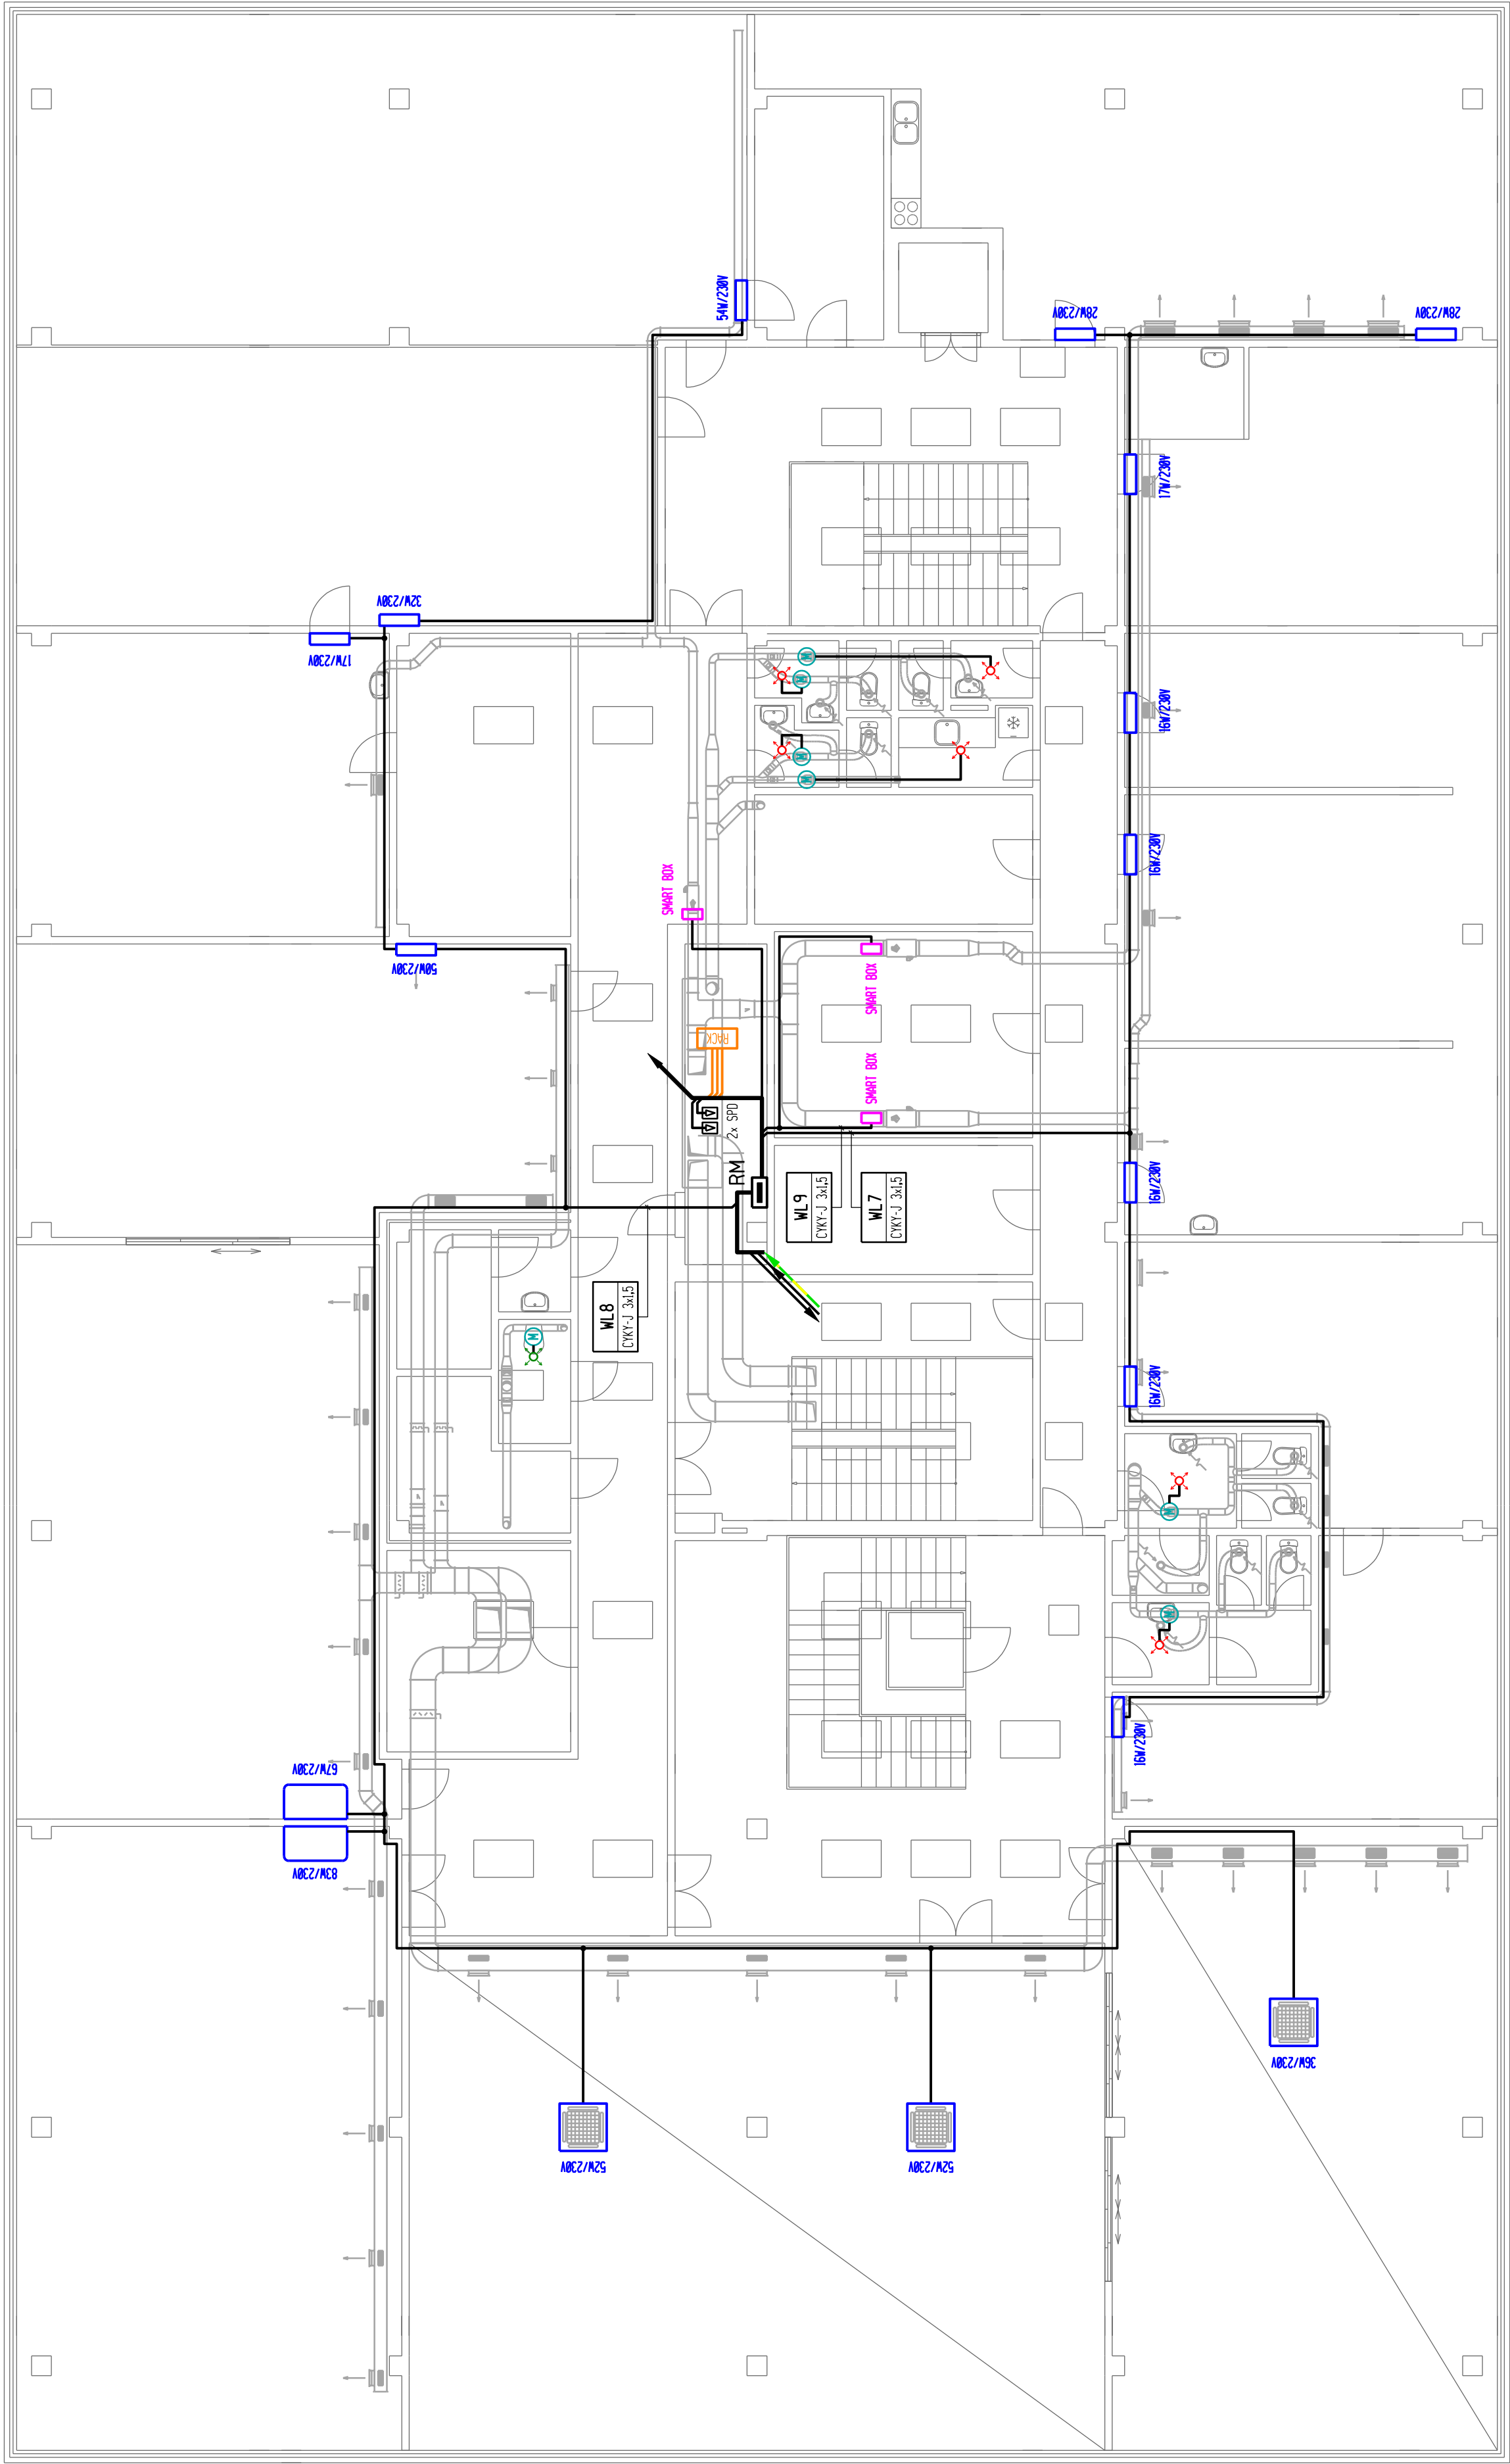 54W/230V
28W/230V
28W/230V
17W/230V
32W/230V
17W/230V
M
M
16W/230V
M
M
16W/230V
SMART BOX
50W/230V
SMART BOX
RACK
SMART BOX
2x SPD
RM
16W/230V
WL9
CYKY-J 3x1,5
WL7
CYKY-J 3x1,5
WL8
CYKY-J 3x1,5
M
16W/230V
M
M
16W/230V
67W/230V
83W/230V
36W/230V
52W/230V
52W/230V